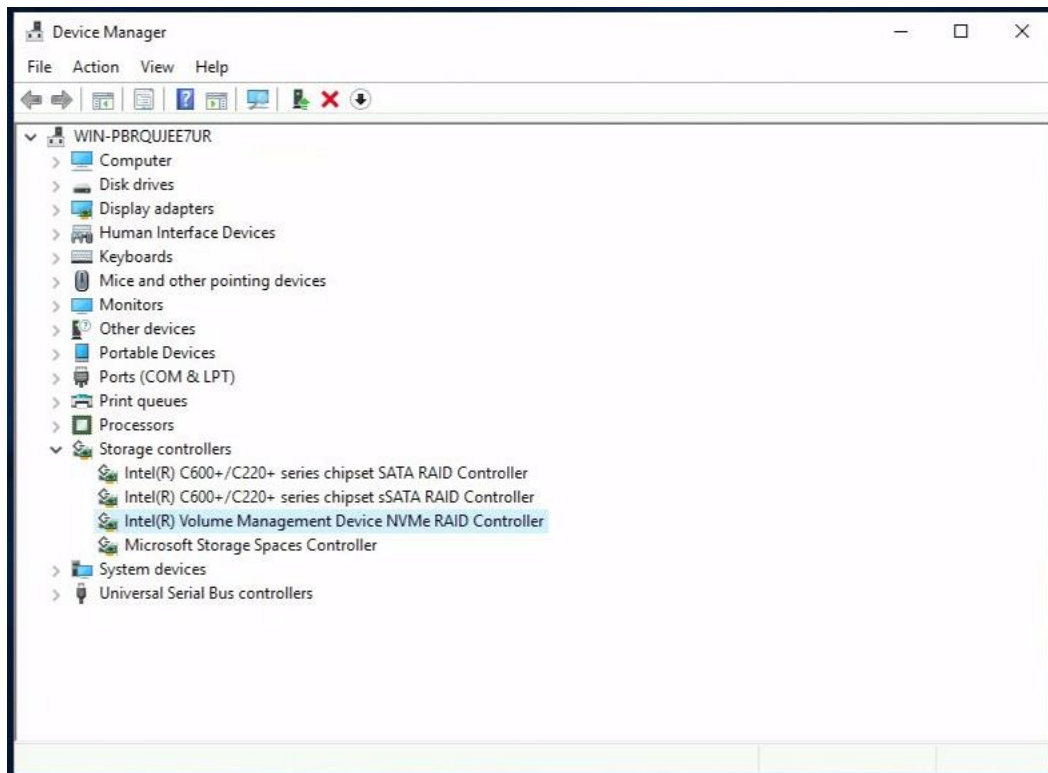 Device Manager
File Action View Help
WIN-PBRQUJEE7UR
Computer
Disk drives
Display adapters
Human Interface Devices
Keyboards
Mice and other pointing devices
Monitors
Other devices
Portable Devices
Ports (COM & LPT)
Print queues
Processors
Storage controllers
Intel(R) C600+/C220+ series chipset SATA RAID Controller
Intel(R) C600+/C220+ series chipset sSATA RAID Controller
Intel(R) Volume Management Device NVMe RAID Controller
Microsoft Storage Spaces Controller
System devices
Universal Serial Bus controllers